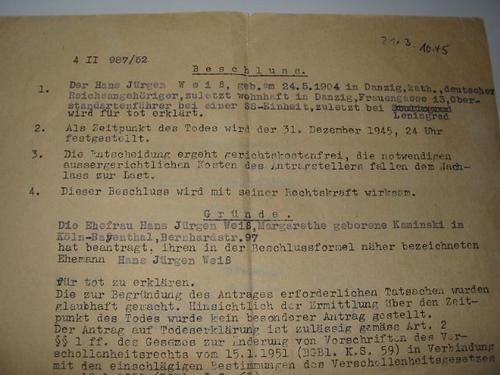 21. 3. 10.45
4 II 987/52
Beschluss.
1. Der Hans Jürgen Weiß, geb. am 24.5.1904 in Danzig, kath., deutscher
Reichsangehöriger, zuletzt wohnhaft in Danzig, Frauengasse 13, Ober-
standartenführer bei einer SS-Einheit, zuletzt bei
Leningrad
wird für tot erklärt.
2. Als Zeitpunkt des Todes wird der 31. Dezember 1945, 24 Uhr
festgestellt.
3. Die Entscheidung ergeht gerichtskostenfrei, die notwendigen
aussergerichtlichen Kosten des Antragstellers fallen dem Nach-
lass zur Last.
4. Dieser Beschluss wird mit seiner Rechtskraft wirksam.
Gründe.
Die Ehefrau Hans Jürgen Weiß, Margarethe geborene Kaminski in
Köln-Bayenthal, Bernhardstr. 97
hat beantragt. ihren in der Beschlussformel näher bezeichneten
Ehemann Hans Jürgen Weiß
für tot zu erklären.
Die zur Begründung des Antrages erforderlichen Tatsachen wurden
glaubhaft gemacht. Hinsichtlich der Ermittlung über den Zeit-
punkt des Todes wurde kein besonderer Antrag gestellt.
Der Antrag auf Todeserklärung ist zulässig gemäss Art. 2
§§ 1 ff. des Gesetzes zur Änderung von Vorschriften des Ver-
schollenheitsrechts vom 15.1.1951 (BGBl. K.S. 59) in Verbindung
mit den einschlägigen Bestimmungen des Verschollenheitsgesetzes